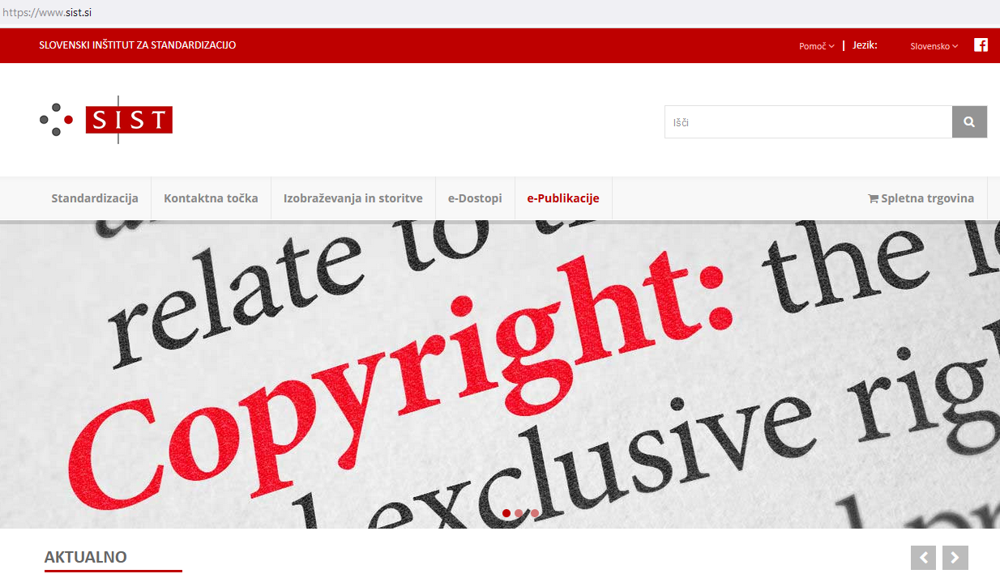 https://www.sist.si
SLOVENSKI INŠTITUT ZA STANDARDIZACIJO
Pomoč
Jezik:
Slovensko
SIST
Išči
Standardizacija
Kontaktna točka
Izobraževanja in storitve
e-Dostopi
e-Publikacije
Spletna trgovina
relate to
Copyright: the
exclusive
AKTUALNO